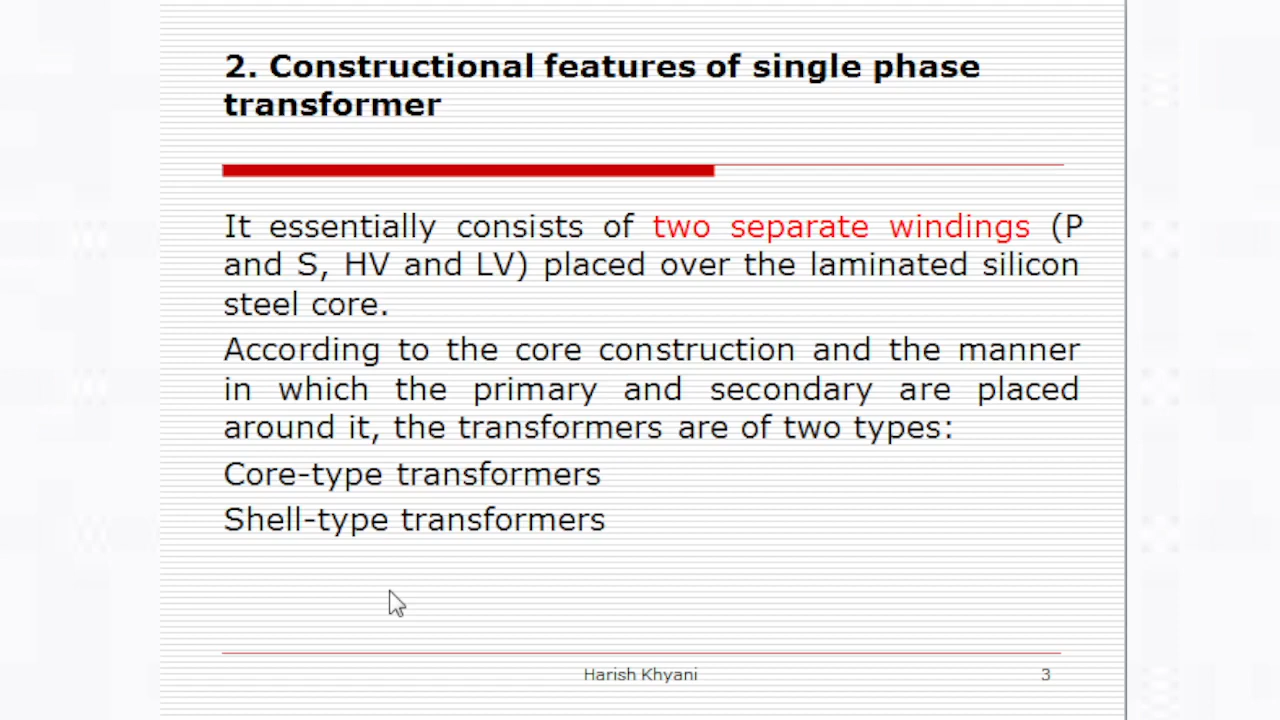 2. Constructional features of single phase
transformer
It essentially consists of two separate windings (P
and S, HV and LV) placed over the laminated silicon
steel core.
According to the core construction and the manner
in which the primary and secondary are placed
around it, the transformers are of two types:
Core-type transformers
Shell-type transformers
Harish Khyani
3